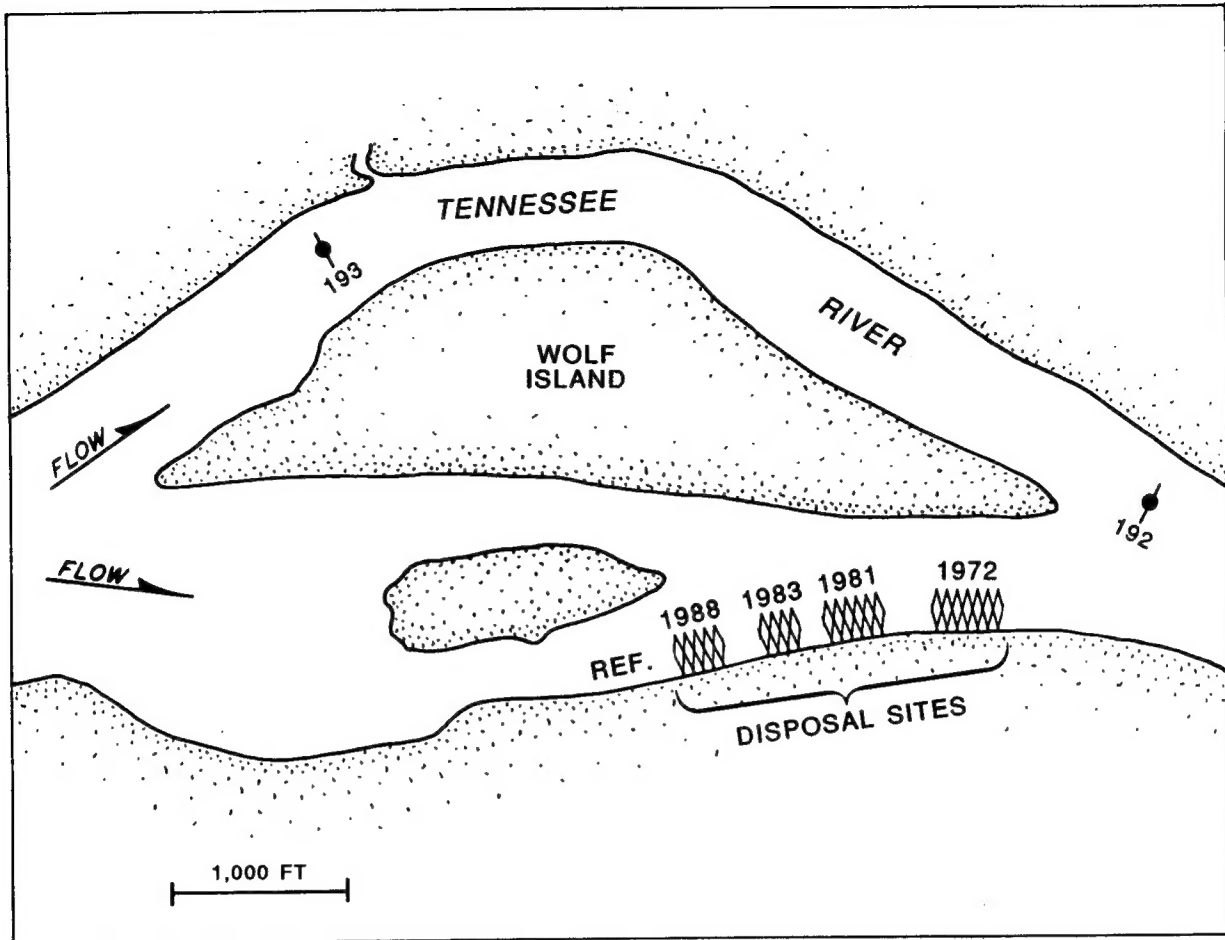 TENNESSEE
193
RIVER
WOLF
ISLAND
FLOW
192
FLOW
1988
1983
1981
1972
REF.
DISPOSAL SITES
1,000 FT